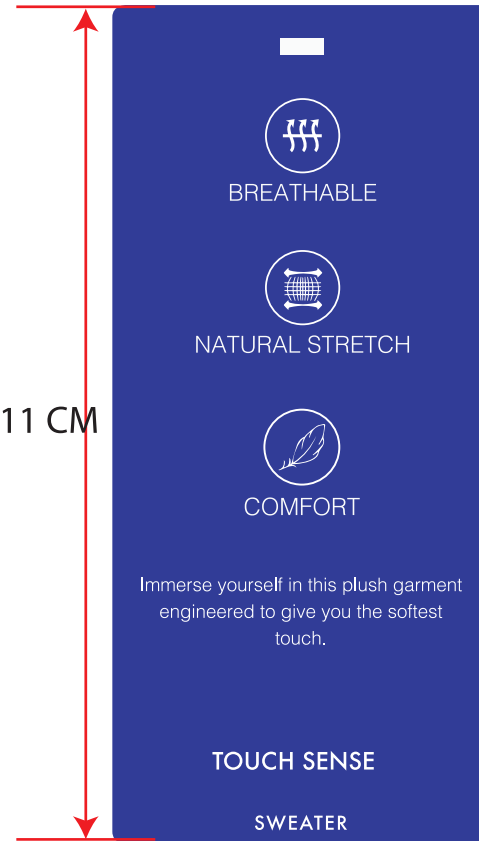 BREATHABLE
NATURAL STRETCH
11 CM
COMFORT
Immerse yourself in this plush garment
engineered to give you the softest
touch.
TOUCH SENSE
SWEATER